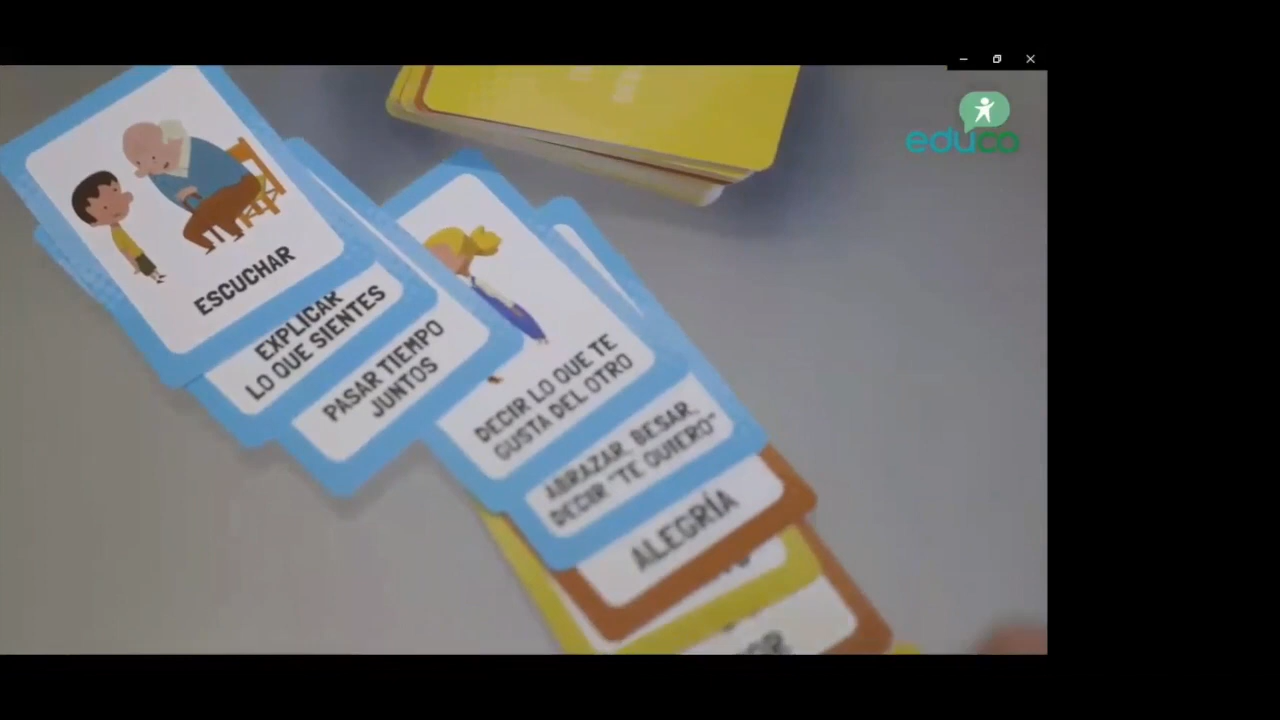 educo
ESCUCHAR
EXPLICAR
LO QUE SIENTES
PASAR TIEMPO
JUNTOS
DECIR LO QUE TE
GUSTA DEL OTRO
ABRAZAR, BESAR,
DECIR "TE QUIERO"
ALEGRÍA